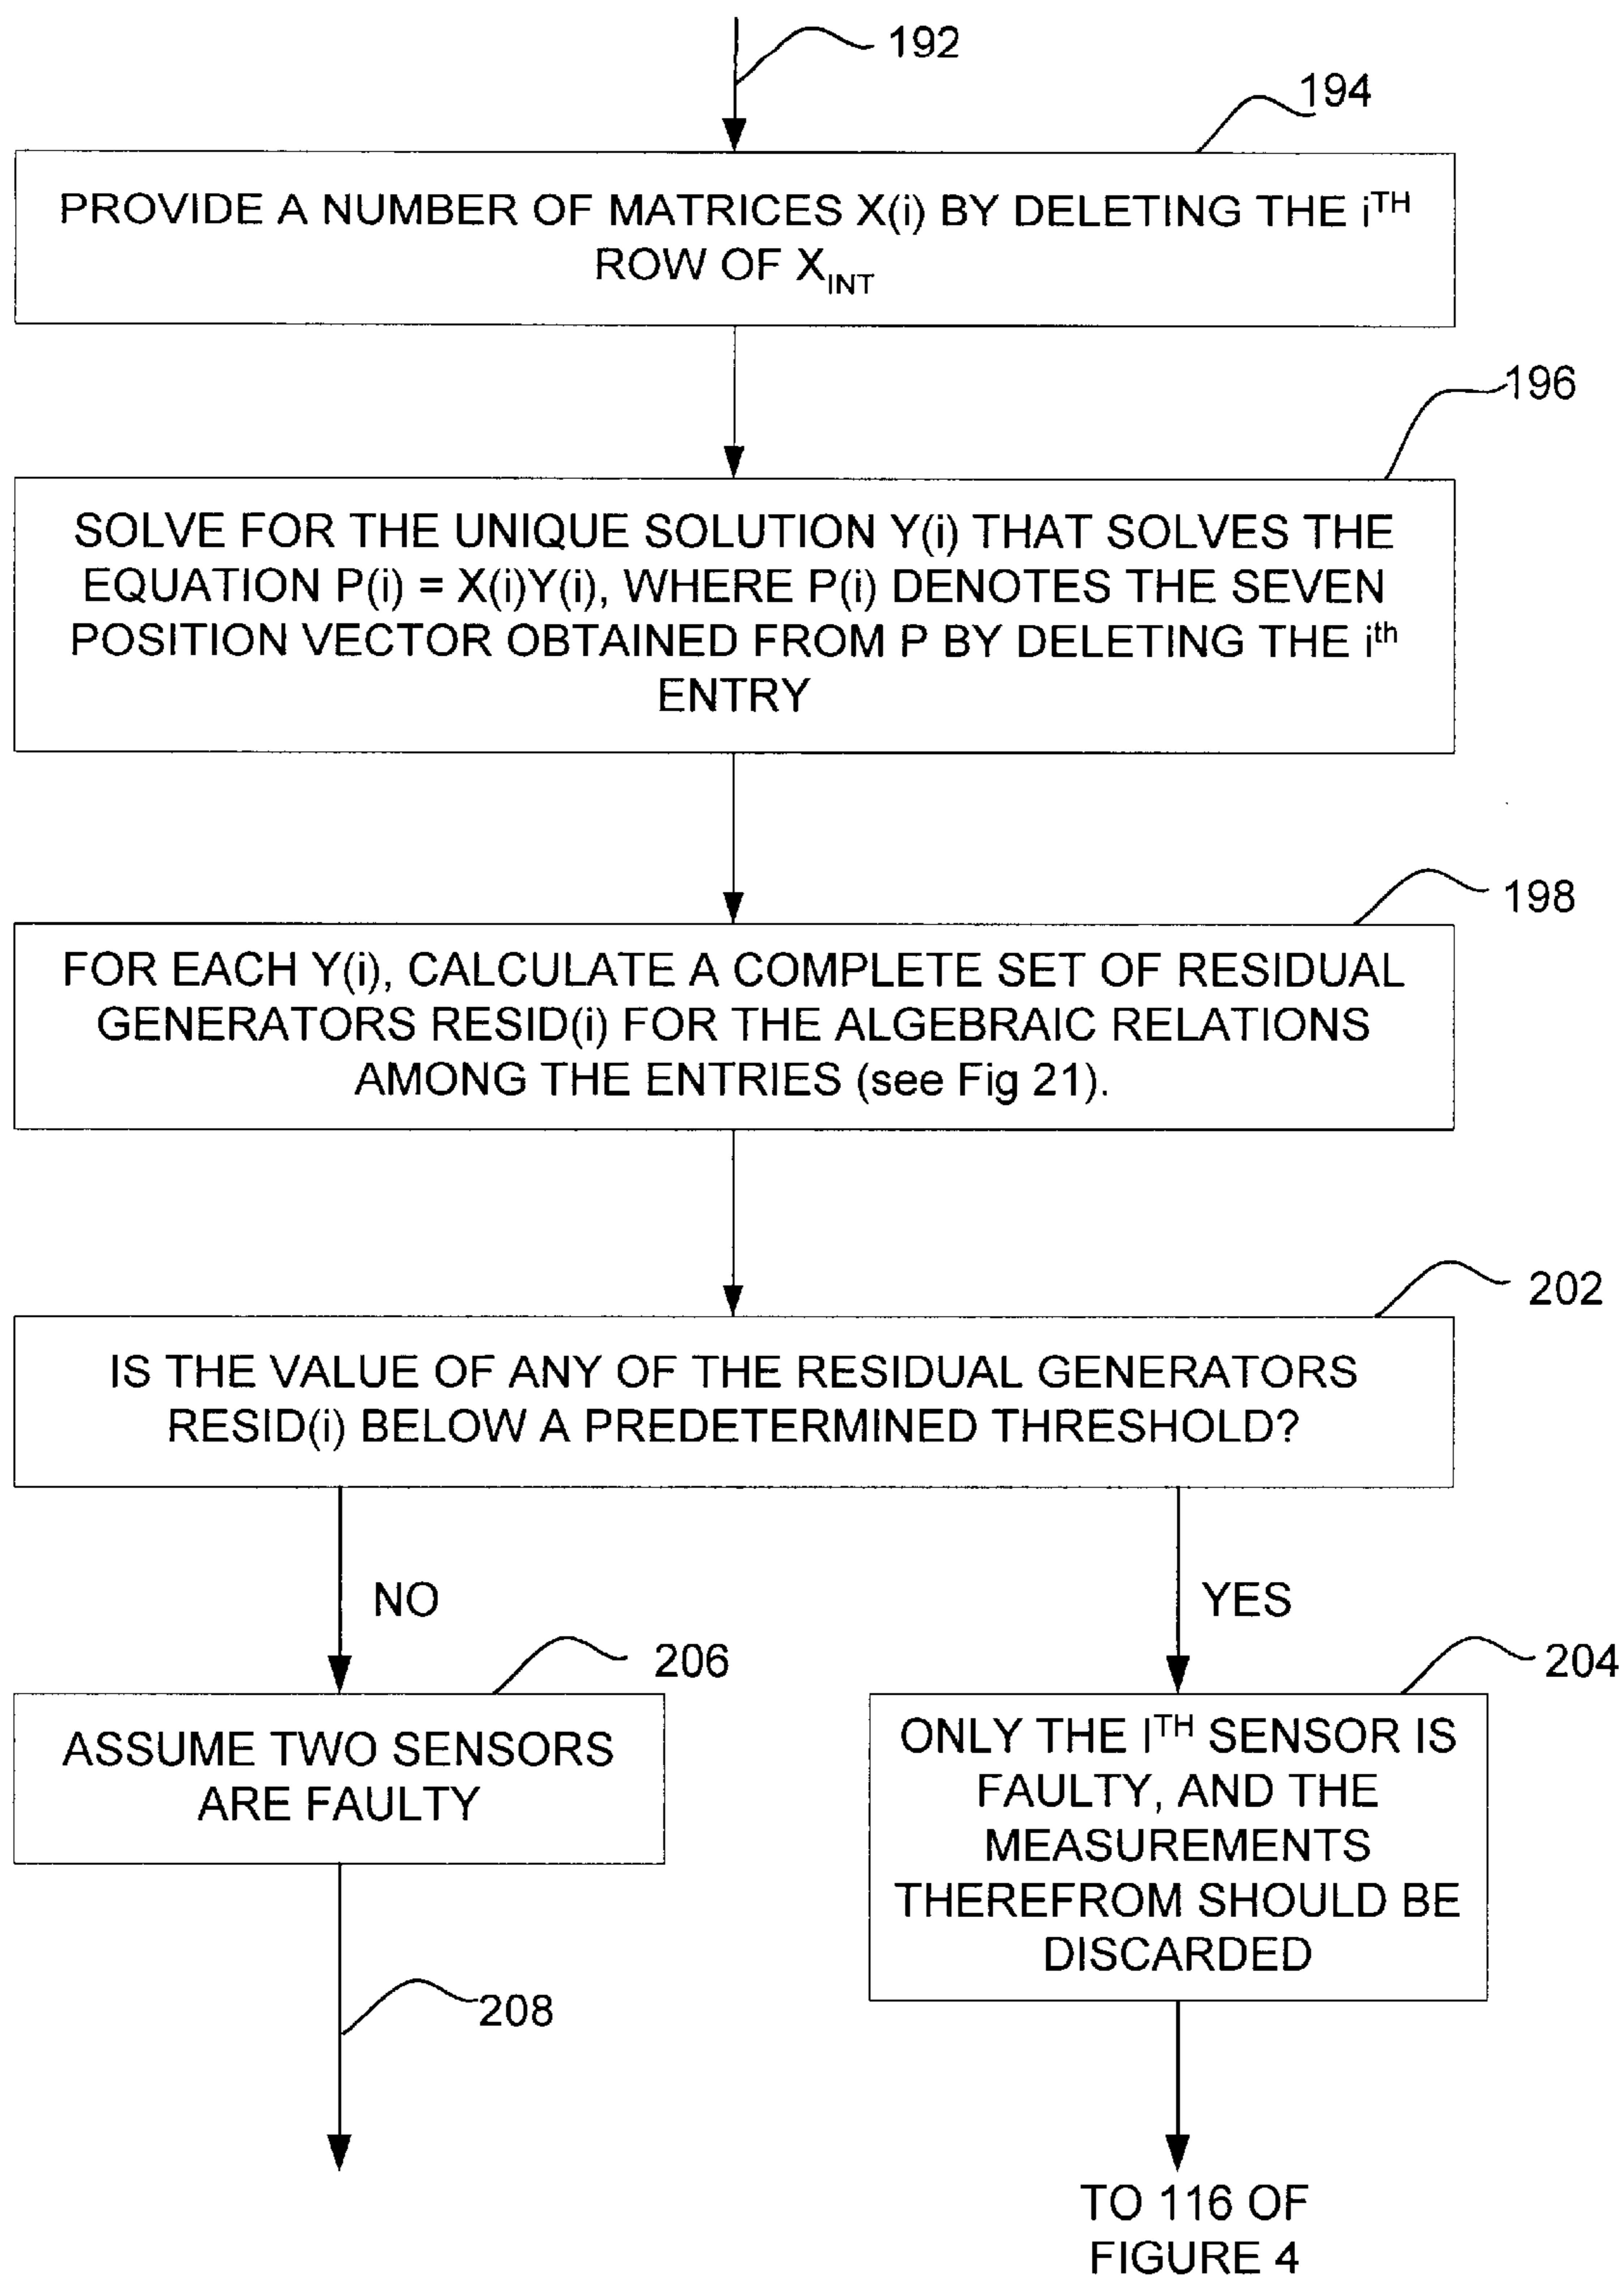 192
194
PROVIDE A NUMBER OF MATRICES X(i) BY DELETING THE iTH
ROW OF XINT
196
SOLVE FOR THE UNIQUE SOLUTION Y(i) THAT SOLVES THE
EQUATION P(i) = X(i)Y(i), WHERE P(i) DENOTES THE SEVEN
POSITION VECTOR OBTAINED FROM P BY DELETING THE ith
ENTRY
198
FOR EACH Y(i), CALCULATE A COMPLETE SET OF RESIDUAL
GENERATORS RESID(i) FOR THE ALGEBRAIC RELATIONS
AMONG THE ENTRIES (see Fig 21).
202
IS THE VALUE OF ANY OF THE RESIDUAL GENERATORS
RESID(i) BELOW A PREDETERMINED THRESHOLD?
NO
YES
206
204
ASSUME TWO SENSORS
ARE FAULTY
ONLY THE ITH SENSOR IS
FAULTY, AND THE
MEASUREMENTS
THEREFROM SHOULD BE
DISCARDED
208
TO 116 OF
FIGURE 4